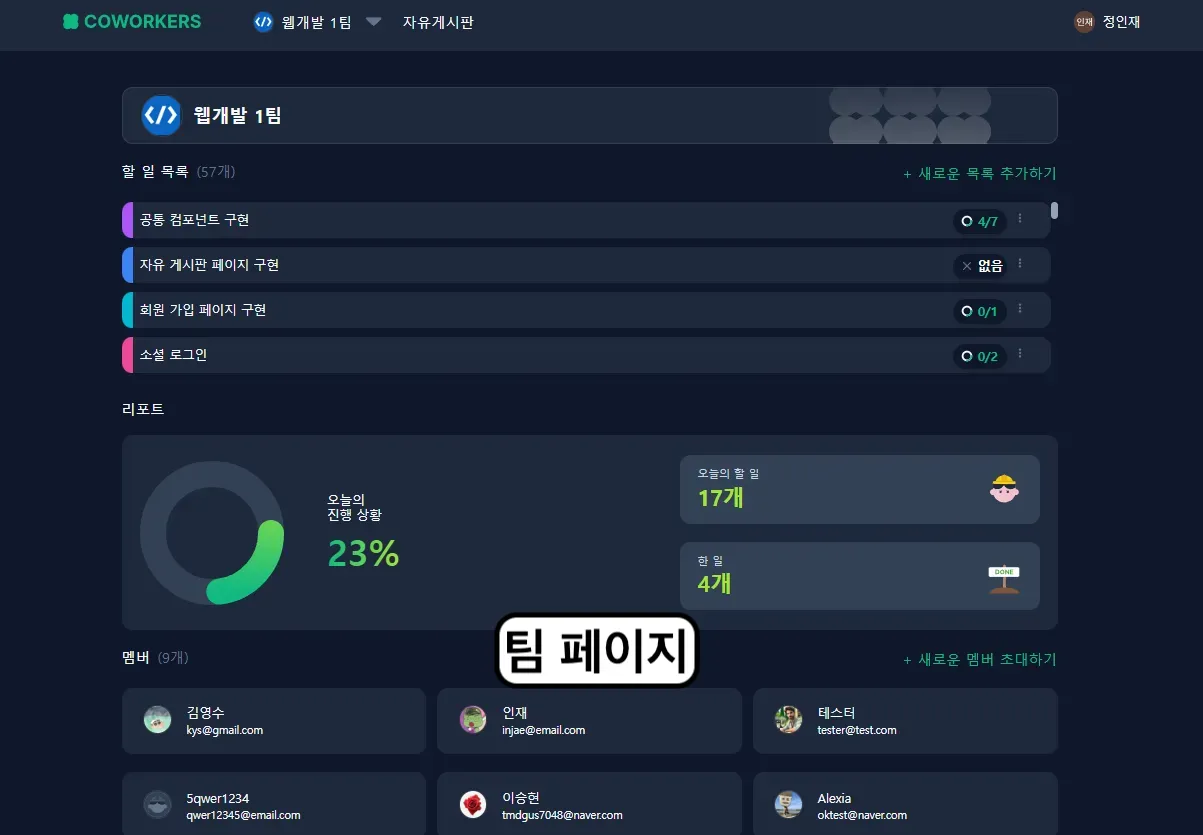 COWORKERS
웹개발 1팀
자유게시판
인재
정인재
웹개발 1팀
할 일 목록 (57개)
+ 새로운 목록 추가하기
공통 컴포넌트 구현
4/7
자유 게시판 페이지 구현
없음
회원 가입 페이지 구현
0/1
소셜 로그인
0/2
리포트
오늘의
진행 상황
23%
오늘의 할 일
17개
한 일
4개
DONE
팀 페이지
멤버 (9개)
+ 새로운 멤버 초대하기
김영수
kys@gmail.com
인재
injae@email.com
테스터
tester@test.com
5qwer1234
qwer12345@email.com
이승현
tmdgus7048@naver.com
Alexia
oktest@naver.com